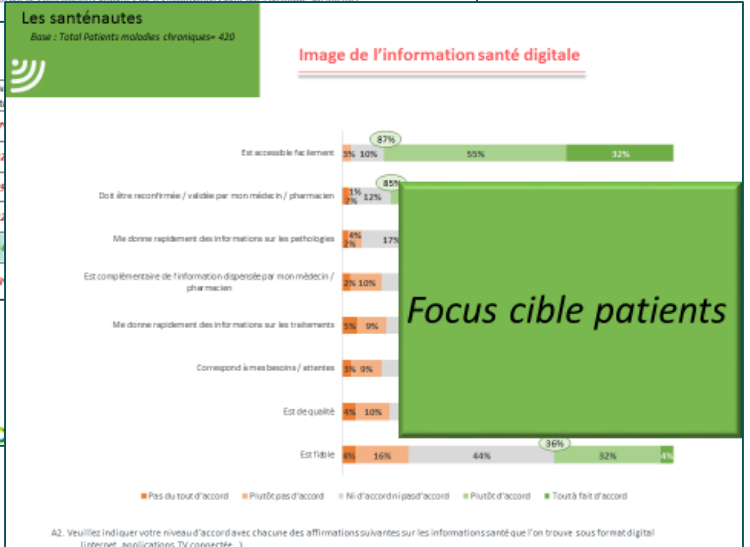 Les santénautes
Base : Total Patients maladies chroniques= 420
Image de l'information santé digitale
87%
Est accessible facilement 3% 10% 55% 32%
85%
Doit être reconfirmée / validée par mon médecin / pharmacien 1% 2% 12%
Me donne rapidement des informations sur les pathologies 4% 2% 17%
Est complémentaire de l'information dispensée par mon médecin /
pharmacien 2% 10%
Focus cible patients
Me donne rapidement des informations sur les traitements 5% 9%
Correspond à mes besoins / attentes 3% 9%
Est de qualité 4% 10%
36%
Est fiable 4% 16% 44% 32% 4%
Pas du tout d'accord Plutôt pas d'accord Ni d'accord ni pas d'accord Plutôt d'accord Tout à fait d'accord
A2. Veuillez indiquer votre niveau d'accord avec chacune des affirmations suivantes sur les informations santé que l'on trouve sous format digital
(internet, applications, TV connectée...)